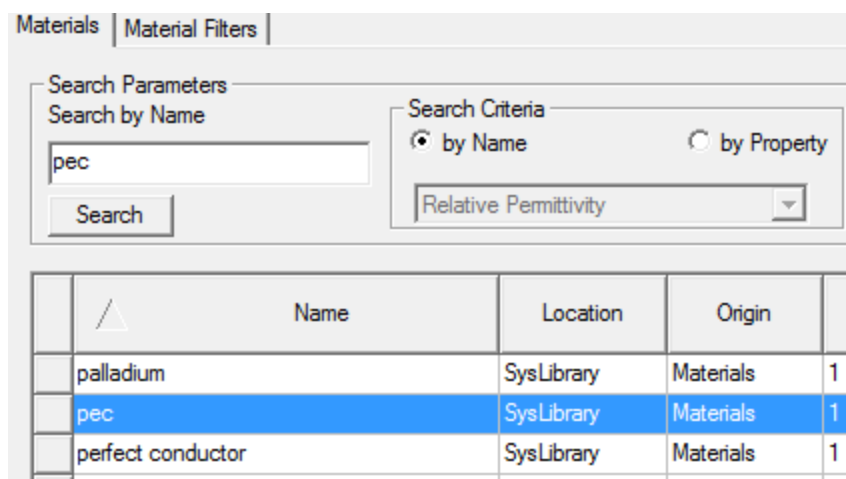 Materials Material Filters
Search Parameters
Search by Name
Search Criteria
by Name by Property
pec
Search
Relative Permittivity
Name Location Origin
palladium SysLibrary Materials 1
pec SysLibrary Materials 1
perfect conductor SysLibrary Materials 1